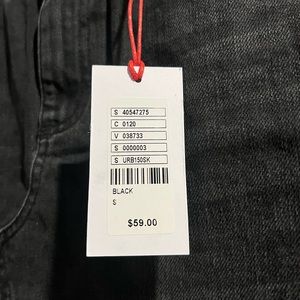 S 40547275
C 0120
V 038733
S 0000003
S URB150SK
BLACK
S
$59.00